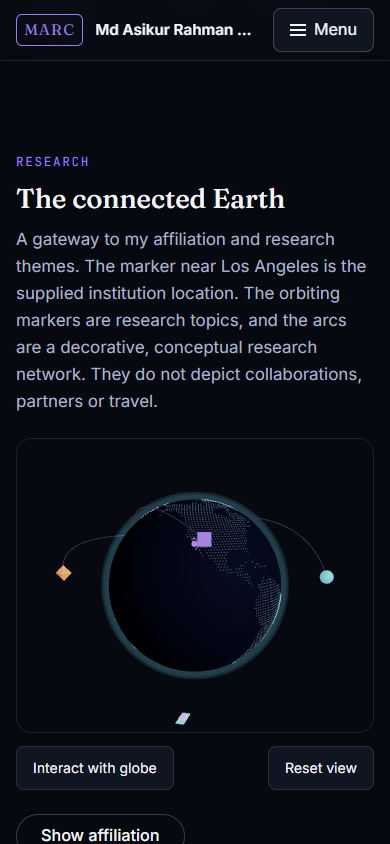 MARC
Md Asikur Rahman ...
Menu
RESEARCH
The connected Earth
A gateway to my affiliation and research
themes. The marker near Los Angeles is the
supplied institution location. The orbiting
markers are research topics, and the arcs
are a decorative, conceptual research
network. They do not depict collaborations,
partners or travel.
Interact with globe
Reset view
Show affiliation